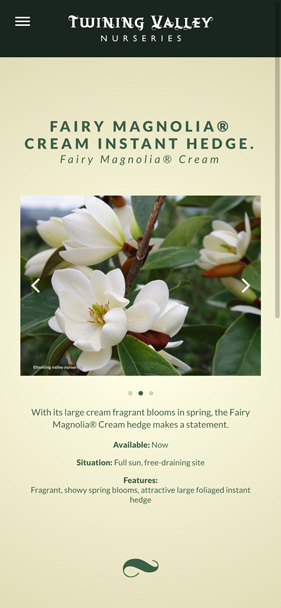 TWINING VALLEY
NURSERIES
FAIRY MAGNOLIA®
CREAM INSTANT HEDGE.
Fairy Magnolia® Cream
©twining valley nurseries
With its large cream fragrant blooms in spring, the Fairy
Magnolia® Cream hedge makes a statement.
Available: Now
Situation: Full sun, free-draining site
Features:
Fragrant, showy spring blooms, attractive large foliaged instant
hedge